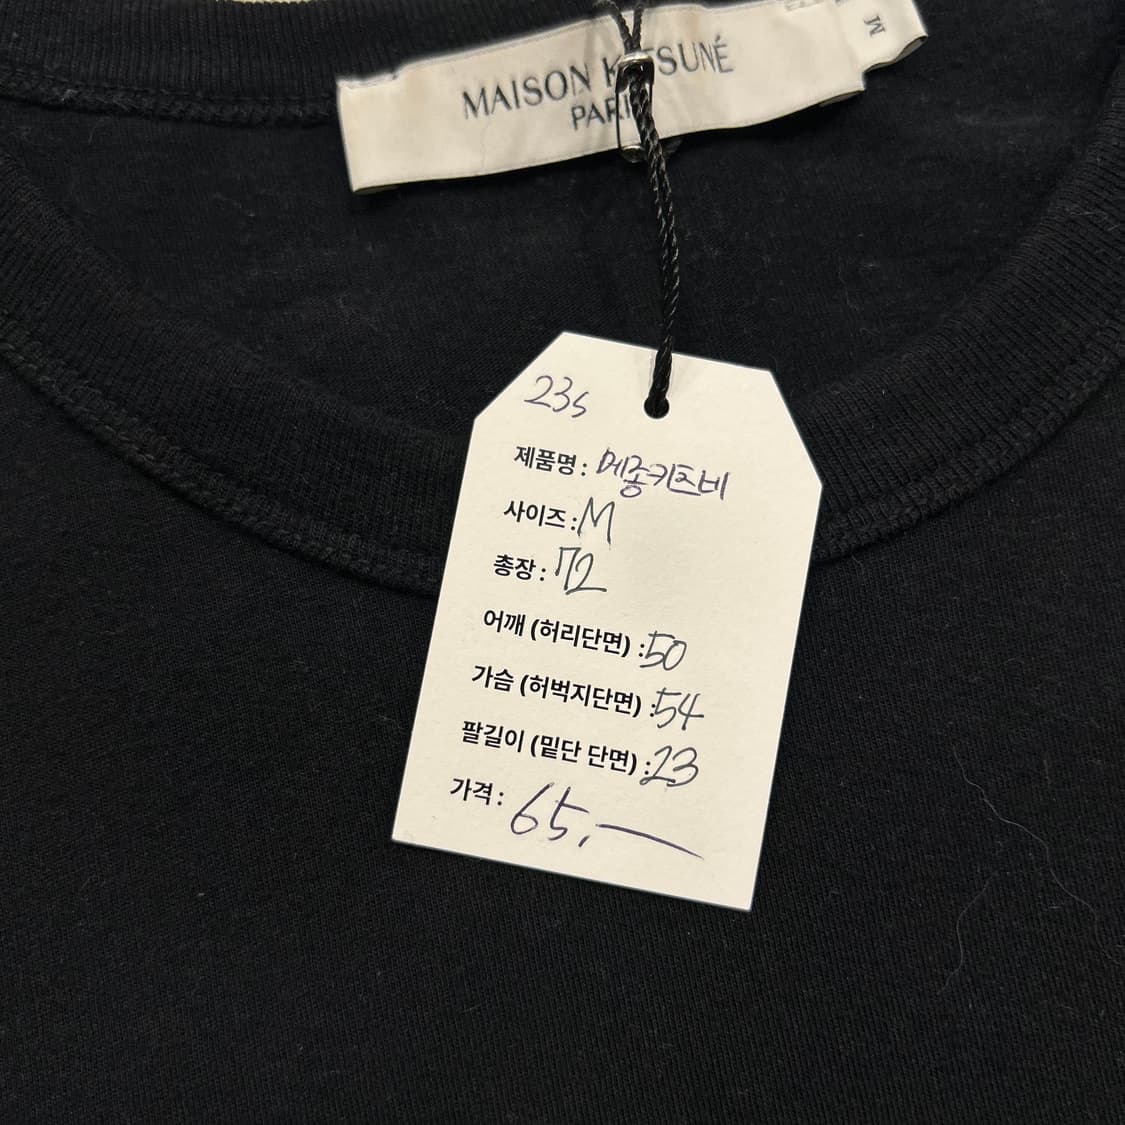 MAISON KITSUNÉ
PARIS
M
23s
제품명 : 메종키츠네
사이즈 : M
총장 : 72
어깨 (허리단면) : 50
가슴 (허벅지단면) : 54
팔길이 (밑단 단면) : 23
가격 : 65,—